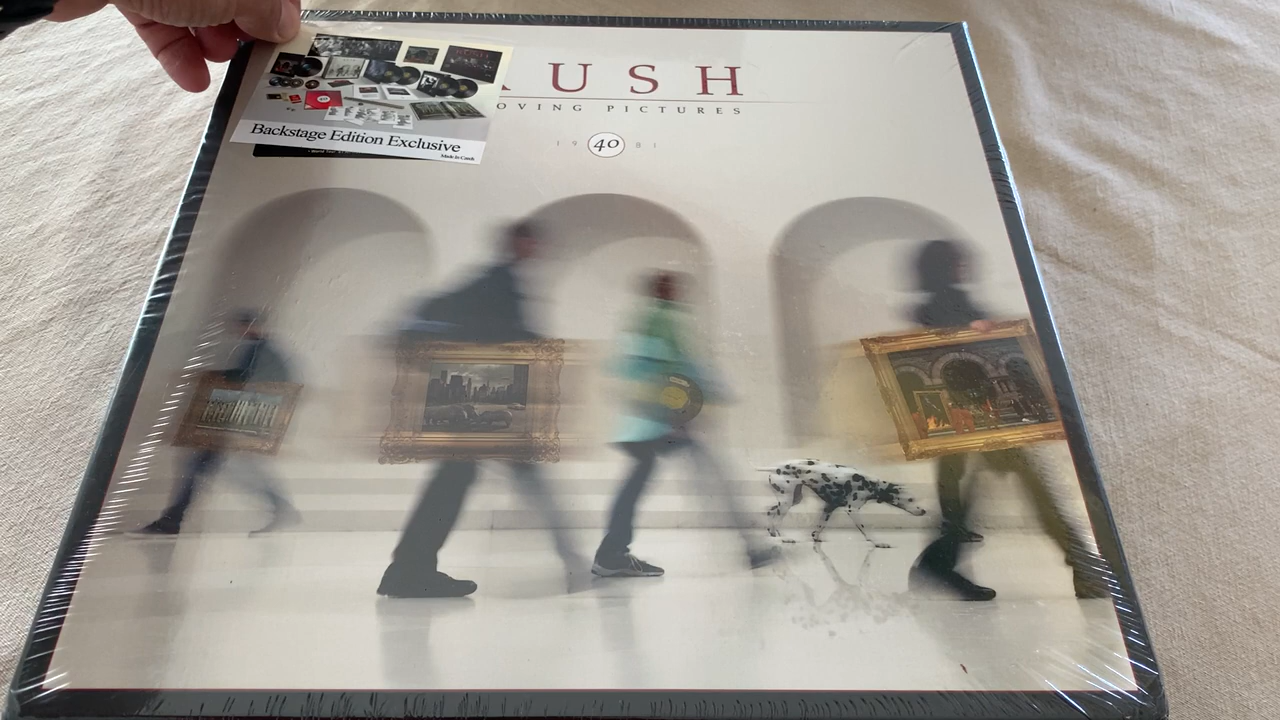 USH
OVING PICTURES
19 40 81
Backstage Edition Exclusive
Made In Czech